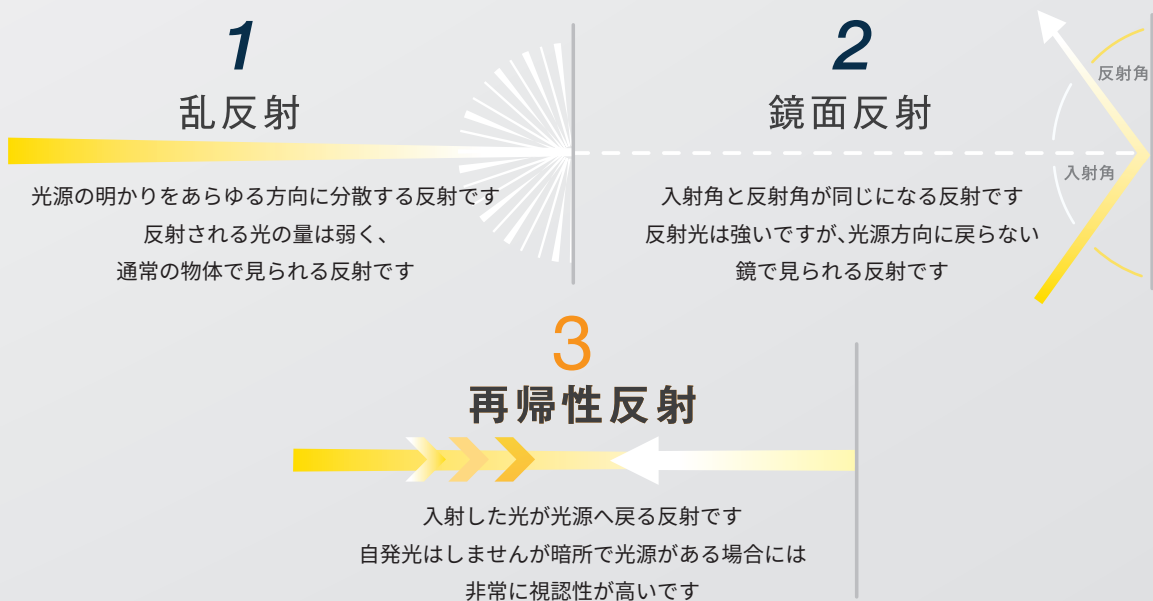 1
乱反射
光源の明かりをあらゆる方向に分散する反射です
反射される光の量は弱く、
通常の物体で見られる反射です
2
鏡面反射
反射角
入射角
入射角と反射角が同じになる反射です
反射光は強いですが、光源方向に戻らない
鏡で見られる反射です
3
再帰性反射
入射した光が光源へ戻る反射です
自発光はしませんが暗所で光源がある場合には
非常に視認性が高いです